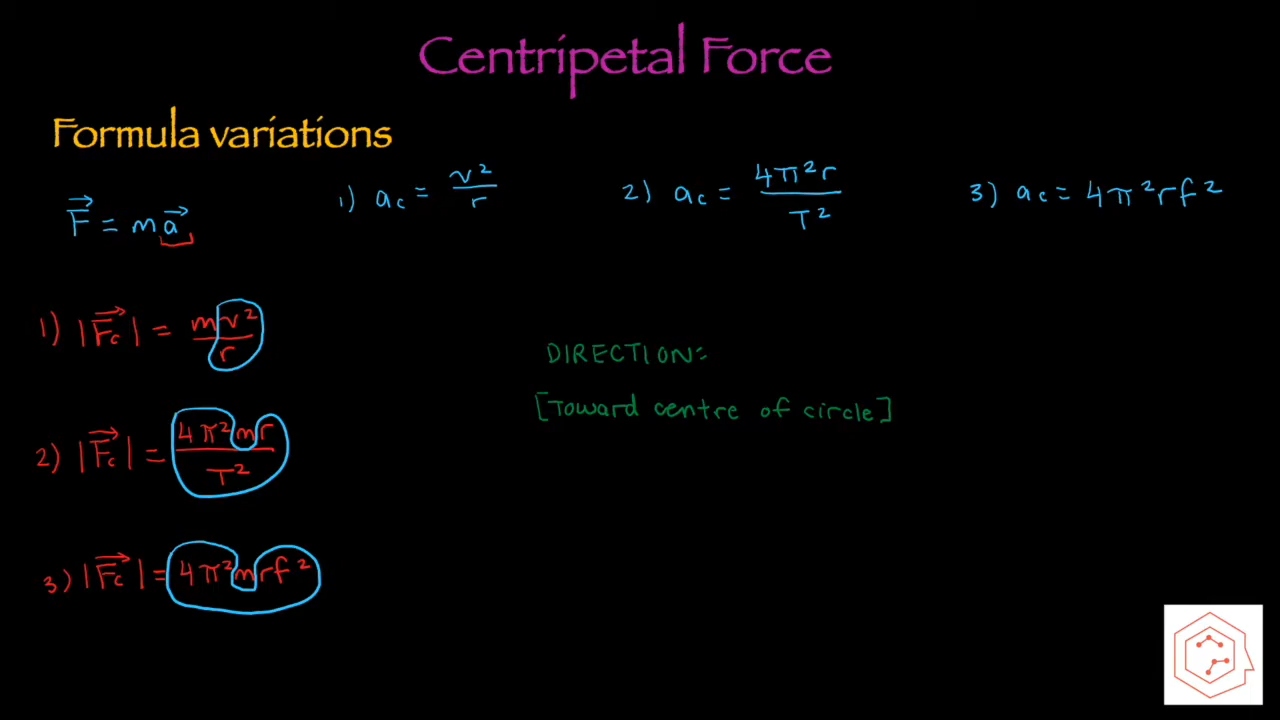 Centripetal Force
Formula variations
F⃗ = ma⃗
1) ac = v²/r
2) ac = 4π²r/T²
3) ac = 4π²rf²
1) |F⃗c| = mv²/r
2) |F⃗c| = 4π²mr/T²
3) |F⃗c| = 4π²mrf²
DIRECTION:
[Toward centre of circle]